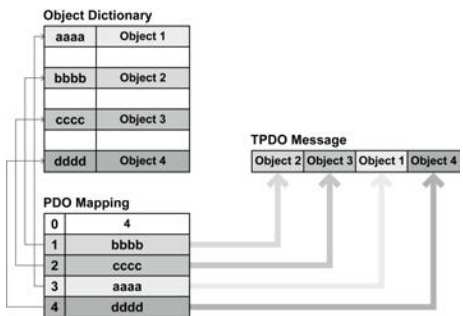 Object Dictionary
aaaa Object 1
bbbb Object 2
cccc Object 3
dddd Object 4
TPDO Message
Object 2 Object 3 Object 1 Object 4
PDO Mapping
0 4
1 bbbb
2 cccc
3 aaaa
4 dddd